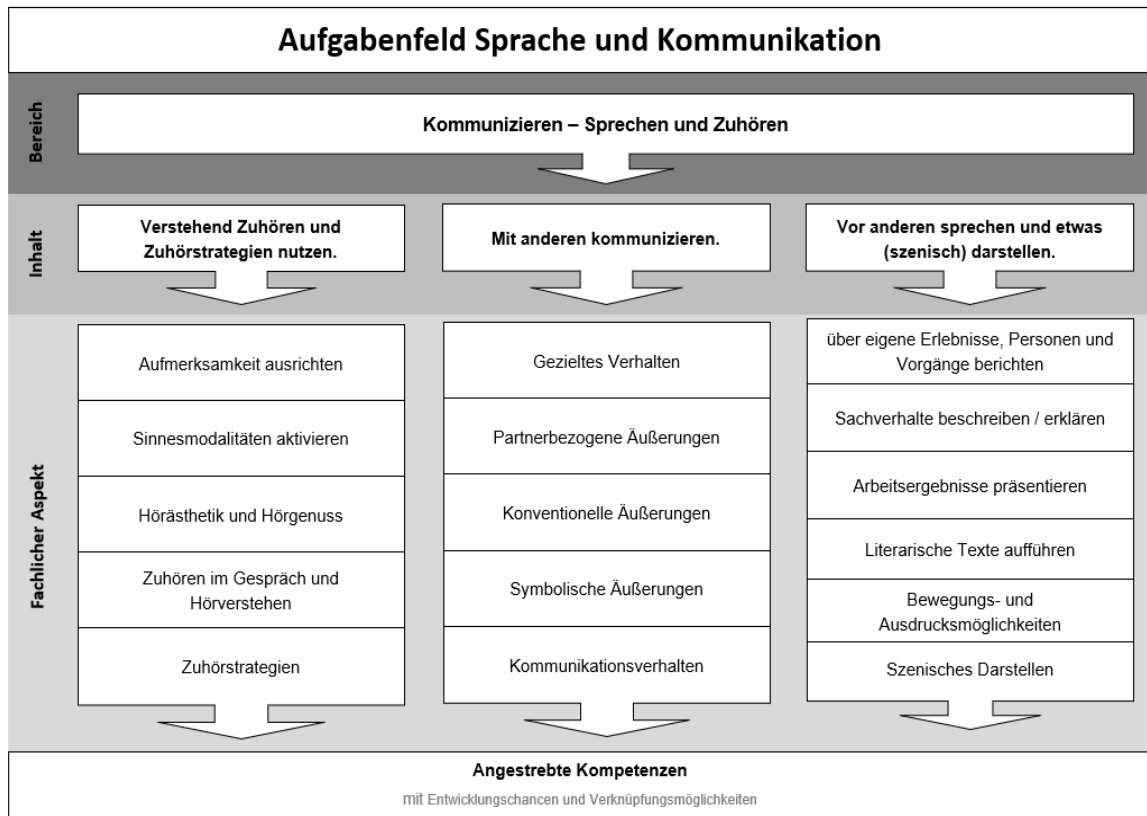 Aufgabenfeld Sprache und Kommunikation
Bereich
Kommunizieren – Sprechen und Zuhören
Inhalt
Verstehend Zuhören und
Zuhörstrategien nutzen.
Mit anderen kommunizieren.
Vor anderen sprechen und etwas
(szenisch) darstellen.
Fachlicher Aspekt
Aufmerksamkeit ausrichten
Sinnesmodalitäten aktivieren
Hörästhetik und Hörgenuss
Zuhören im Gespräch und
Hörverstehen
Zuhörstrategien
Gezieltes Verhalten
Partnerbezogene Äußerungen
Konventionelle Äußerungen
Symbolische Äußerungen
Kommunikationsverhalten
über eigene Erlebnisse, Personen und
Vorgänge berichten
Sachverhalte beschreiben / erklären
Arbeitsergebnisse präsentieren
Literarische Texte aufführen
Bewegungs- und
Ausdrucksmöglichkeiten
Szenisches Darstellen
Angestrebte Kompetenzen
mit Entwicklungschancen und Verknüpfungsmöglichkeiten